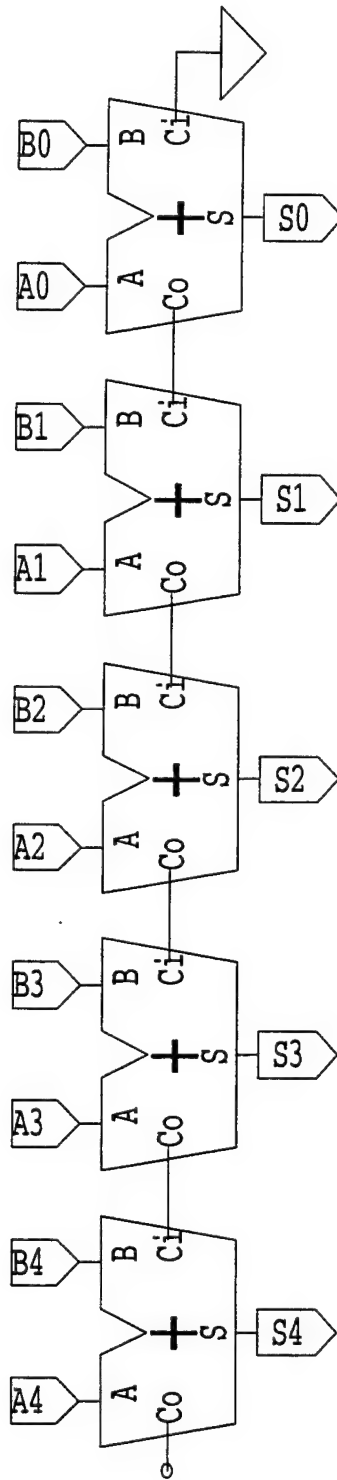 A4 B4 A3 B3 A2 B2 A1 B1 A0 B0
A B A B A B A B A B
Co + Ci Co + Ci Co + Ci Co + Ci Co + Ci
S S S S S
S4 S3 S2 S1 S0